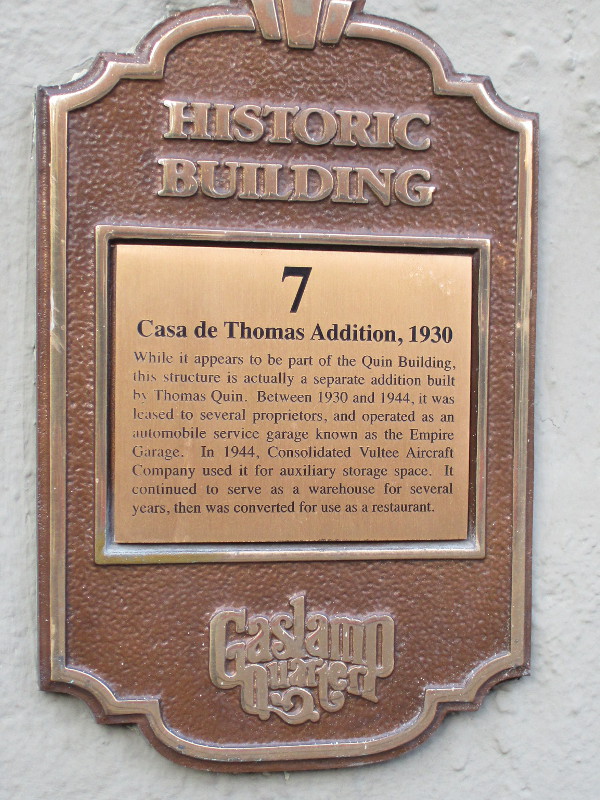 HISTORIC
BUILDING
7
Casa de Thomas Addition, 1930
While it appears to be part of the Quin Building,
this structure is actually a separate addition built
by Thomas Quin. Between 1930 and 1944, it was
leased to several proprietors, and operated as an
automobile service garage known as the Empire
Garage. In 1944, Consolidated Vultee Aircraft
Company used it for auxiliary storage space. It
continued to serve as a warehouse for several
years, then was converted for use as a restaurant.
Gaslamp
Quarter